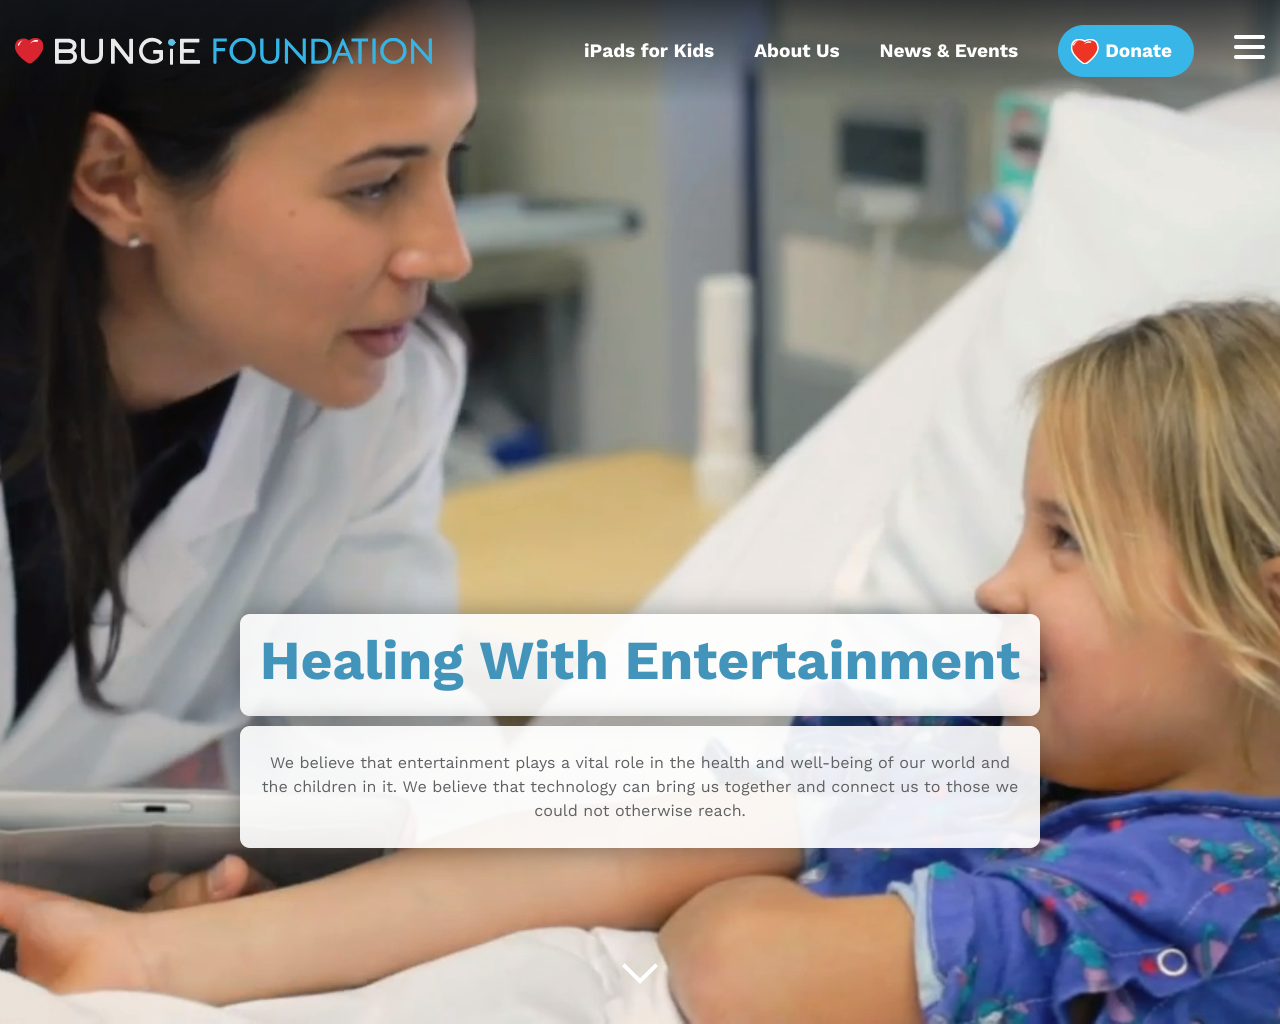 BUNGiE FOUNDATION
iPads for Kids
About Us
News & Events
Donate
Healing With Entertainment
We believe that entertainment plays a vital role in the health and well-being of our world and
the children in it. We believe that technology can bring us together and connect us to those we
could not otherwise reach.